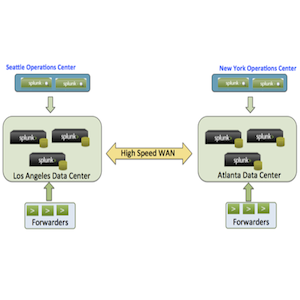 Seattle Operations Center
New York Operations Center
splunk>
splunk>
splunk>
splunk>
splunk>
splunk>
splunk>
splunk>
splunk>
splunk>
High Speed WAN
Los Angeles Data Center
Atlanta Data Center
> > >
> > >
Forwarders
Forwarders